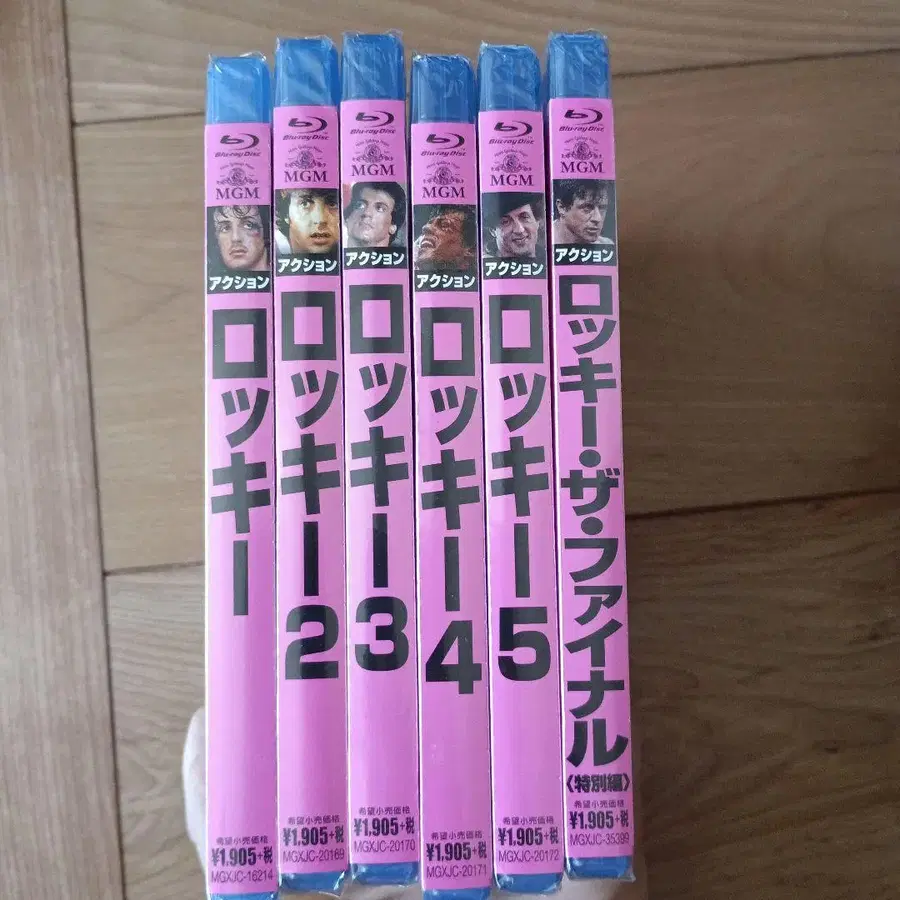 Blu-ray Disc
MGM
アクション
ロッキー
希望小売価格
¥1,905+税
MGXJC-16214
Blu-ray Disc
MGM
アクション
ロッキー2
希望小売価格
¥1,905+税
MGXJC-20169
Blu-ray Disc
MGM
アクション
ロッキー3
希望小売価格
¥1,905+税
MGXJC-20170
Blu-ray Disc
MGM
アクション
ロッキー4
希望小売価格
¥1,905+税
MGXJC-20171
Blu-ray Disc
MGM
アクション
ロッキー5
希望小売価格
¥1,905+税
MGXJC-20172
Blu-ray Disc
MGM
アクション
ロッキー・ザ・ファイナル
〈特別編〉
希望小売価格
¥1,905+税
MGXJC-35399